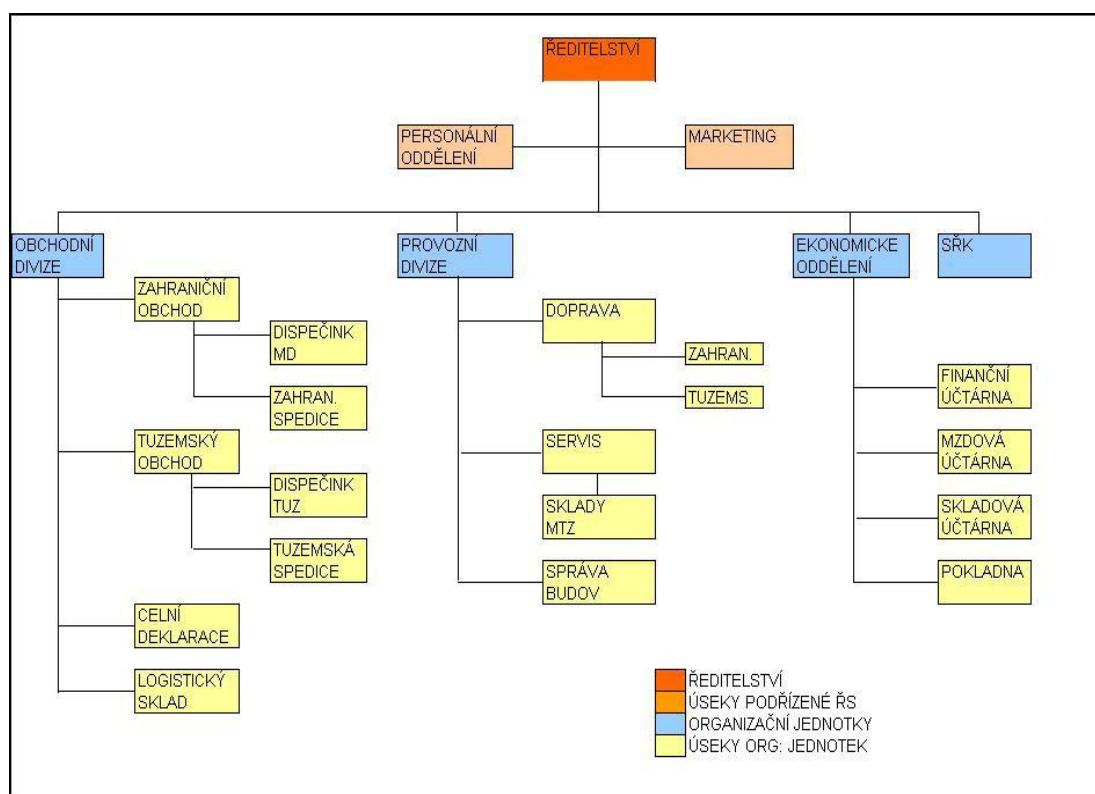 ŘEDITELSTVÍ
PERSONÁLNÍ
ODDĚLENÍ
MARKETING
OBCHODNÍ
DIVIZE
PROVOZNÍ
DIVIZE
EKONOMICKE
ODDĚLENÍ
SŘK
ZAHRANIČNÍ
OBCHOD
DISPEČINK
MD
ZAHRAN.
SPEDICE
TUZEMSKÝ
OBCHOD
DISPEČINK
TUZ
TUZEMSKÁ
SPEDICE
CELNÍ
DEKLARACE
LOGISTICKÝ
SKLAD
DOPRAVA
ZAHRAN.
TUZEMS.
SERVIS
SKLADY
MTZ
SPRÁVA
BUDOV
FINANČNÍ
ÚČTÁRNA
MZDOVÁ
ÚČTÁRNA
SKLADOVÁ
ÚČTÁRNA
POKLADNA
ŘEDITELSTVÍ
ÚSEKY PODŘÍZENÉ ŘS
ORGANIZAČNÍ JEDNOTKY
ÚSEKY ORG: JEDNOTEK